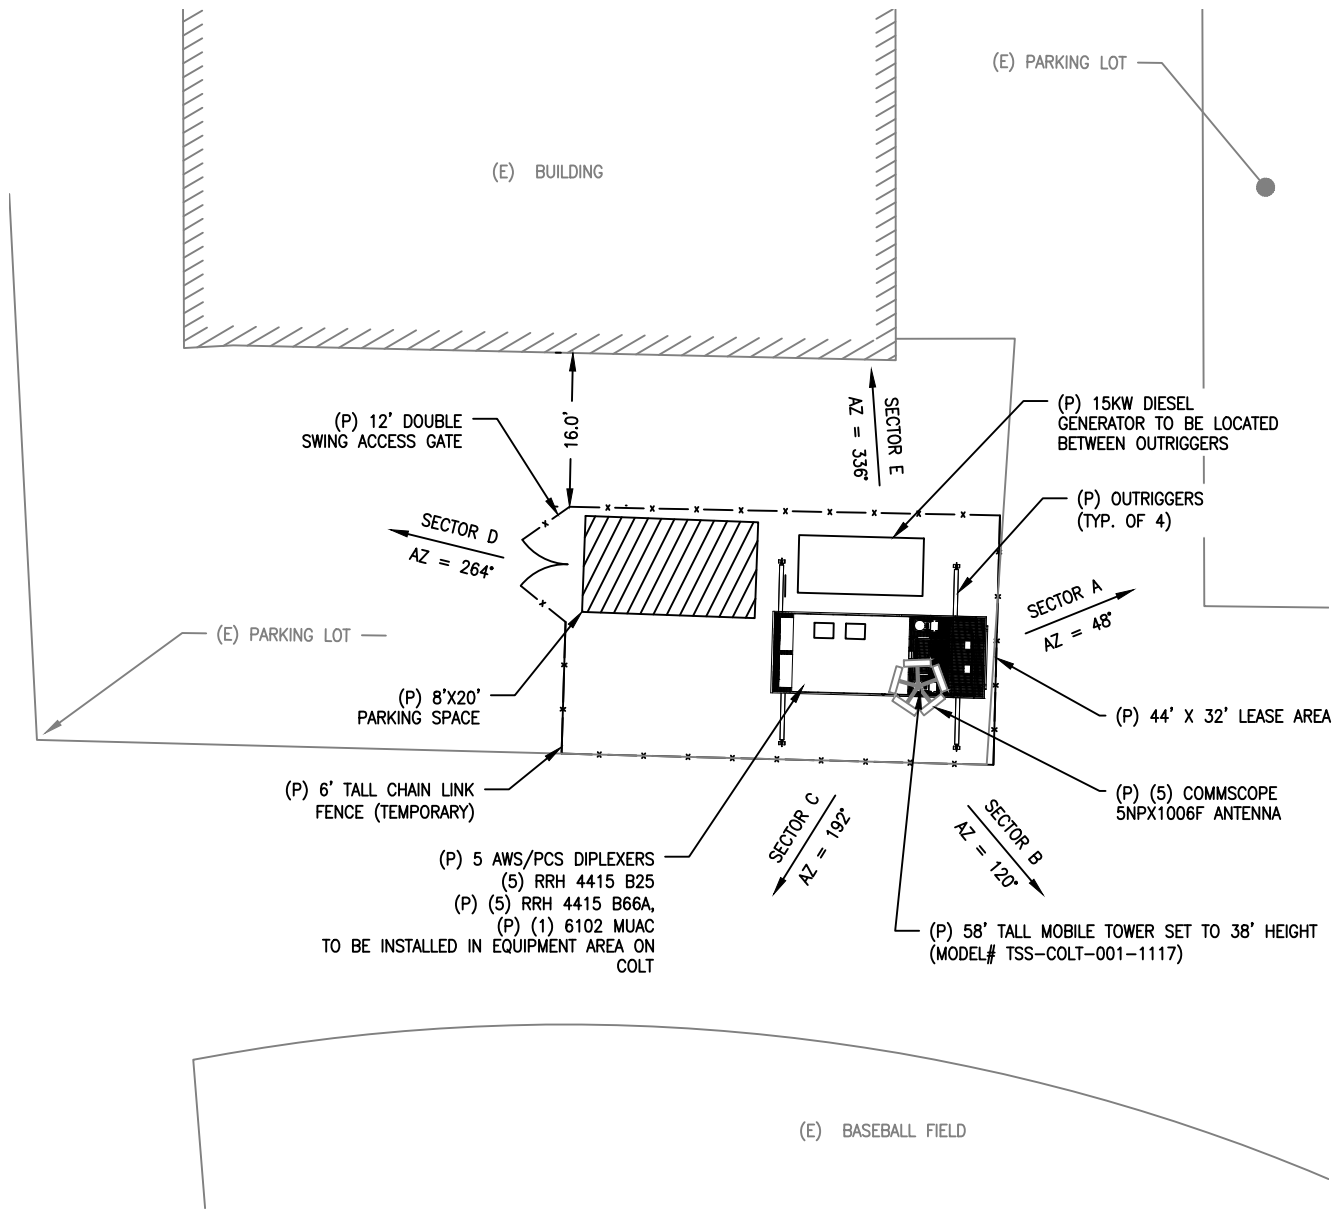 (E) PARKING LOT
(E) BUILDING
(P) 12' DOUBLE
SWING ACCESS GATE
16.0'
SECTOR E
AZ = 336°
(P) 15KW DIESEL
GENERATOR TO BE LOCATED
BETWEEN OUTRIGGERS
(P) OUTRIGGERS
(TYP. OF 4)
SECTOR D
AZ = 264°
SECTOR A
AZ = 48°
(E) PARKING LOT
(P) 8'X20'
PARKING SPACE
(P) 44' X 32' LEASE AREA
(P) 6' TALL CHAIN LINK
FENCE (TEMPORARY)
(P) (5) COMMSCOPE
5NPX1006F ANTENNA
SECTOR C
AZ = 192°
SECTOR B
AZ = 120°
(P) 5 AWS/PCS DIPLEXERS
(5) RRH 4415 B25
(P) (5) RRH 4415 B66A,
(P) (1) 6102 MUAC
TO BE INSTALLED IN EQUIPMENT AREA ON
COLT
(P) 58' TALL MOBILE TOWER SET TO 38' HEIGHT
(MODEL# TSS-COLT-001-1117)
(E) BASEBALL FIELD